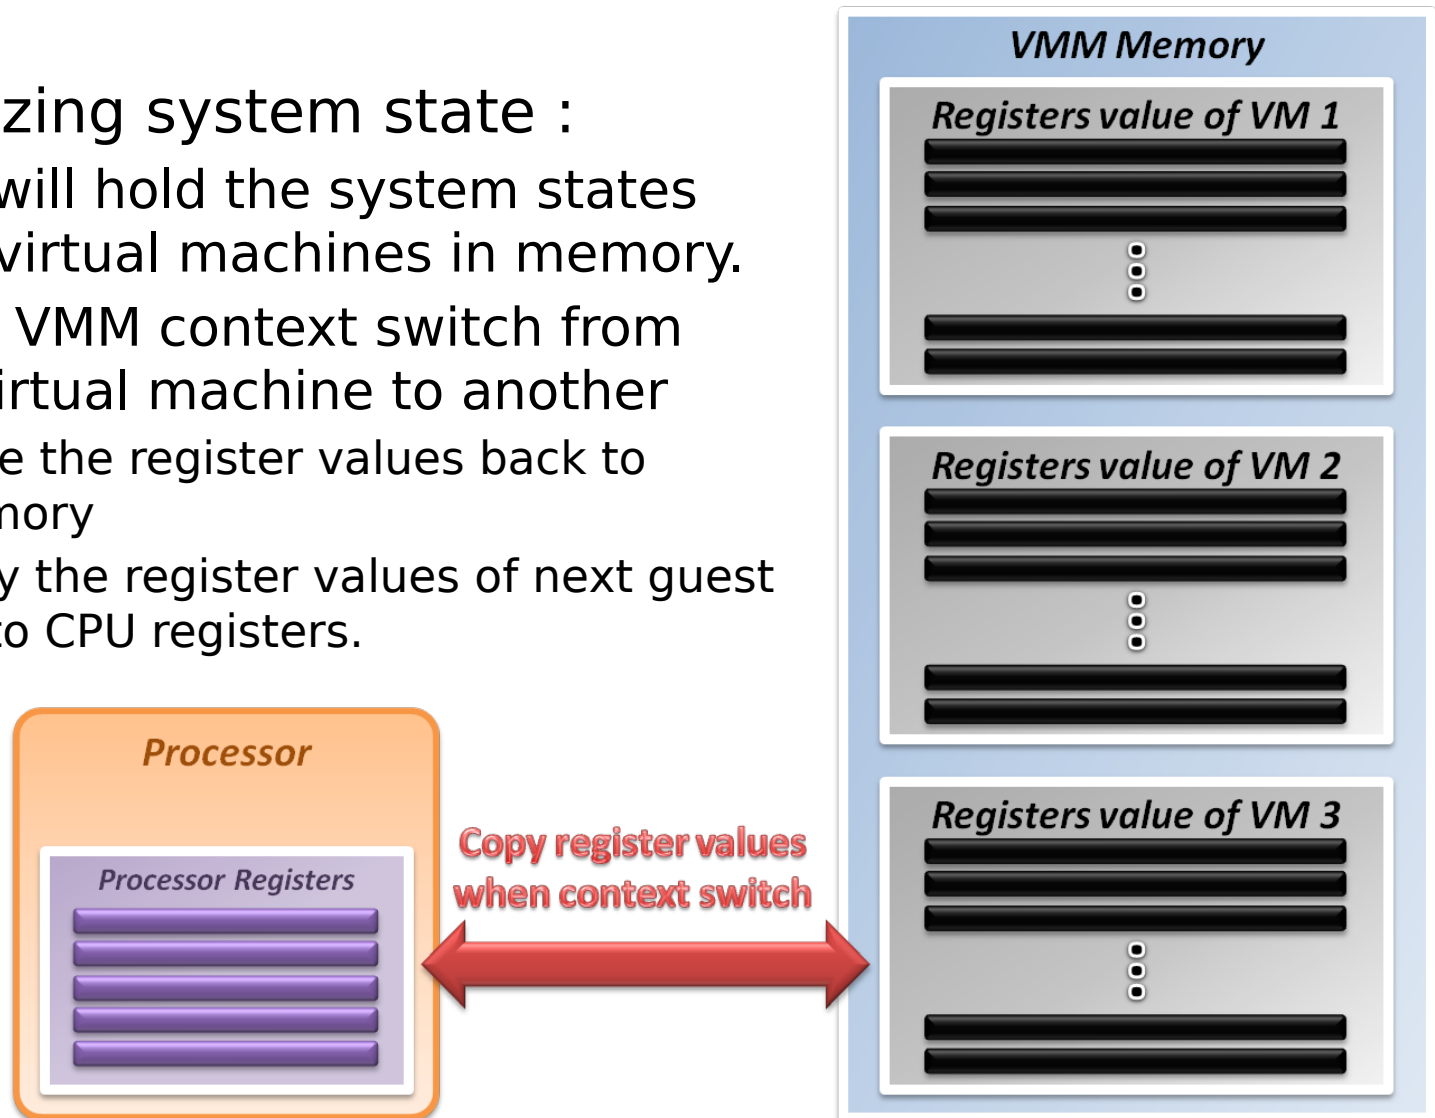 zing system state :
will hold the system states
virtual machines in memory.
VMM context switch from
irtual machine to another
e the register values back to
mory
y the register values of next guest
to CPU registers.
VMM Memory
Registers value of VM 1
Registers value of VM 2
Registers value of VM 3
Processor
Processor Registers
Copy register values
when context switch